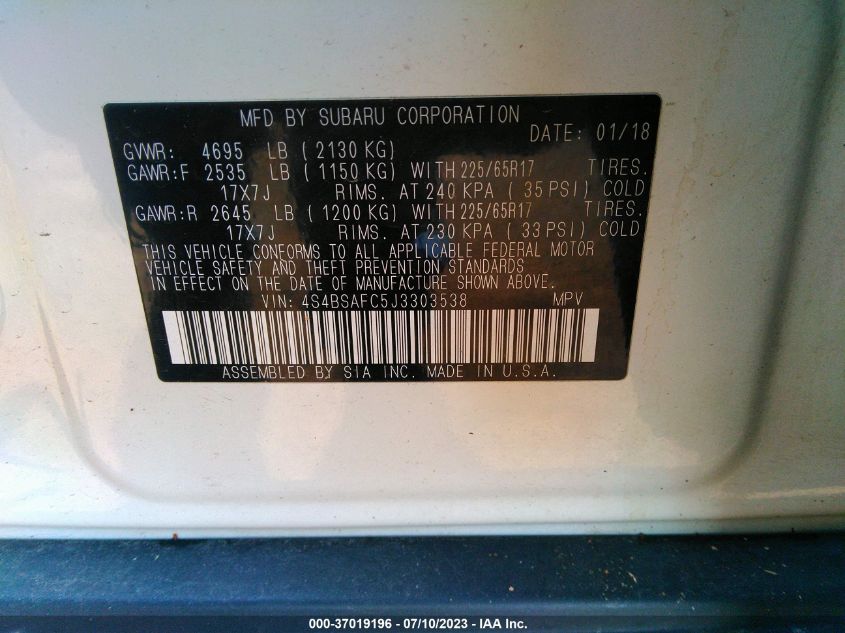 MFD BY SUBARU CORPORATION
DATE: 01/18
GVWR: 4695 LB (2130 KG)
GAWR:F 2535 LB (1150 KG) WITH 225/65R17 TIRES.
17X7J RIMS. AT 240 KPA (35 PSI) COLD
GAWR:R 2645 LB (1200 KG) WITH 225/65R17 TIRES.
17X7J RIMS. AT 230 KPA (33 PSI) COLD
THIS VEHICLE CONFORMS TO ALL APPLICABLE FEDERAL MOTOR
VEHICLE SAFETY AND THEFT PREVENTION STANDARDS
IN EFFECT ON THE DATE OF MANUFACTURE SHOWN ABOVE.
VIN: 4S4BSAFC5J3303538 MPV
ASSEMBLED BY SIA INC. MADE IN U.S.A.
000-37019196 - 07/10/2023 - IAA Inc.